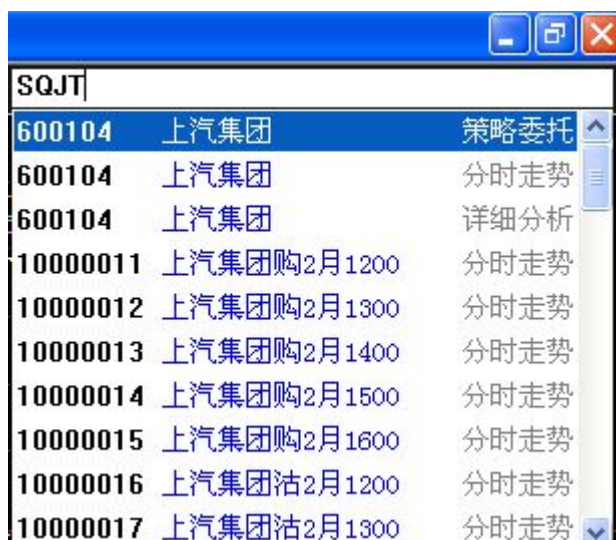 SQJT
600104 上汽集团 策略委托
600104 上汽集团 分时走势
600104 上汽集团 详细分析
10000011 上汽集团购2月1200 分时走势
10000012 上汽集团购2月1300 分时走势
10000013 上汽集团购2月1400 分时走势
10000014 上汽集团购2月1500 分时走势
10000015 上汽集团购2月1600 分时走势
10000016 上汽集团沽2月1200 分时走势
10000017 上汽集团沽2月1300 分时走势